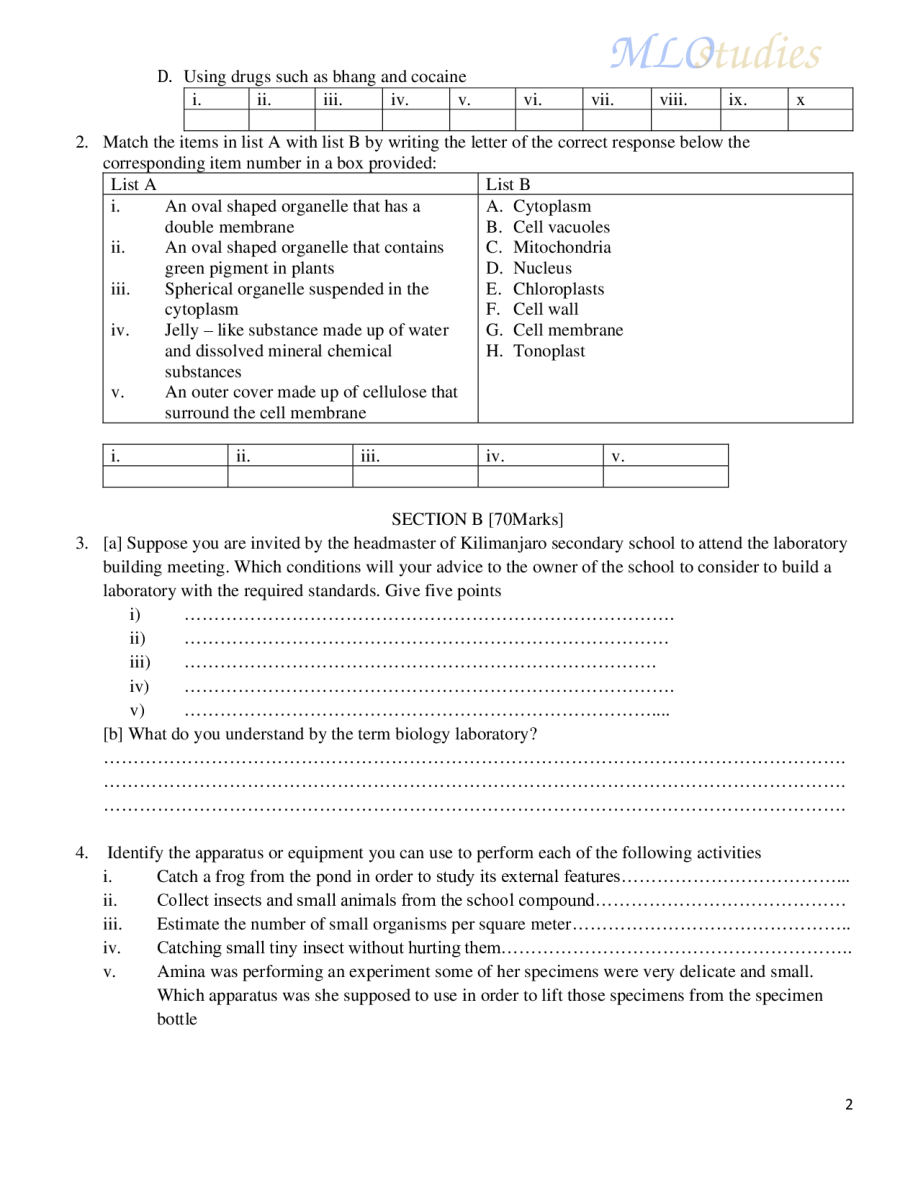 MLOstudies
D. Using drugs such as bhang and cocaine
i. ii. iii. iv. v. vi. vii. viii. ix. x
2. Match the items in list A with list B by writing the letter of the correct response below the
corresponding item number in a box provided:
List A
i. An oval shaped organelle that has a
double membrane
ii. An oval shaped organelle that contains
green pigment in plants
iii. Spherical organelle suspended in the
cytoplasm
iv. Jelly – like substance made up of water
and dissolved mineral chemical
substances
v. An outer cover made up of cellulose that
surround the cell membrane
List B
A. Cytoplasm
B. Cell vacuoles
C. Mitochondria
D. Nucleus
E. Chloroplasts
F. Cell wall
G. Cell membrane
H. Tonoplast
i. ii. iii. iv. v.
SECTION B [70Marks]
3. [a] Suppose you are invited by the headmaster of Kilimanjaro secondary school to attend the laboratory
building meeting. Which conditions will your advice to the owner of the school to consider to build a
laboratory with the required standards. Give five points
i) ……………………………………………………………………….
ii) ………………………………………………………………………
iii) …………………………………………………………………….
iv) ……………………………………………………………………….
v) ……………………………………………………………………....
[b] What do you understand by the term biology laboratory?
…………………………………………………………………………………………………………….
…………………………………………………………………………………………………………….
…………………………………………………………………………………………………………….
4. Identify the apparatus or equipment you can use to perform each of the following activities
i. Catch a frog from the pond in order to study its external features………………………………...
ii. Collect insects and small animals from the school compound……………………………………
iii. Estimate the number of small organisms per square meter………………………………………..
iv. Catching small tiny insect without hurting them………………………………………………….
v. Amina was performing an experiment some of her specimens were very delicate and small.
Which apparatus was she supposed to use in order to lift those specimens from the specimen
bottle
2